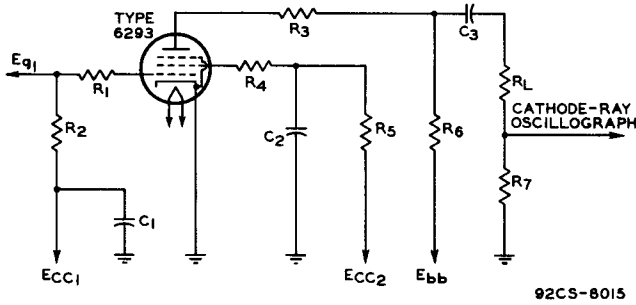 TYPE
6293
R3
C3
Eg1
R1
R4
RL
CATHODE-RAY
OSCILLOGRAPH
R2
C2
R5
R6
R7
C1
ECC1
ECC2
Ebb
92CS-8015